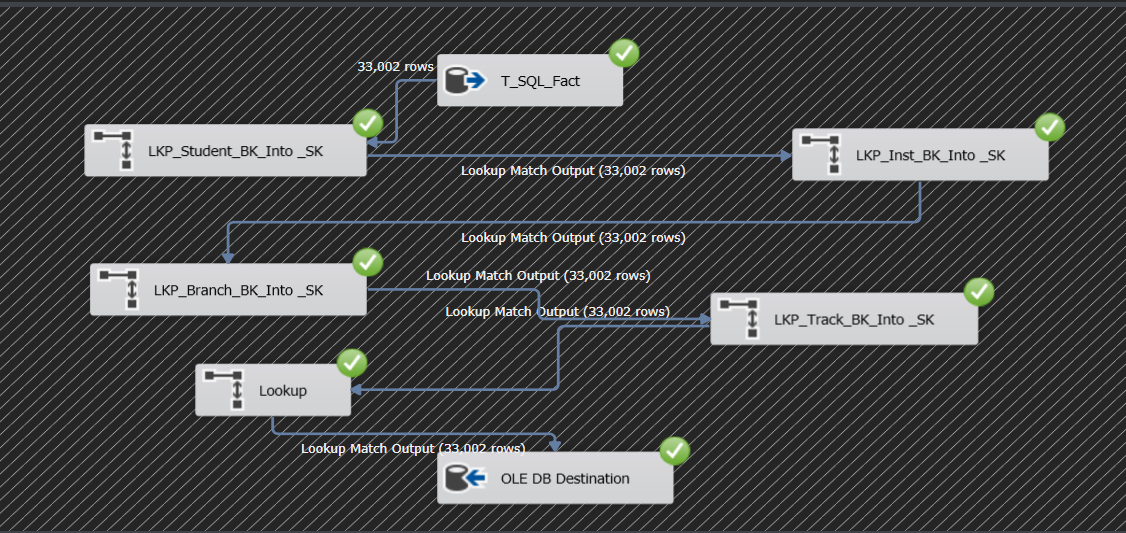 33,002 rows
T_SQL_Fact
LKP_Student_BK_Into _SK
LKP_Inst_BK_Into _SK
Lookup Match Output (33,002 rows)
Lookup Match Output (33,002 rows)
LKP_Branch_BK_Into _SK
Lookup Match Output (33,002 rows)
Lookup Match Output (33,002 rows)
LKP_Track_BK_Into _SK
Lookup
Lookup Match Output (33,002 rows)
OLE DB Destination